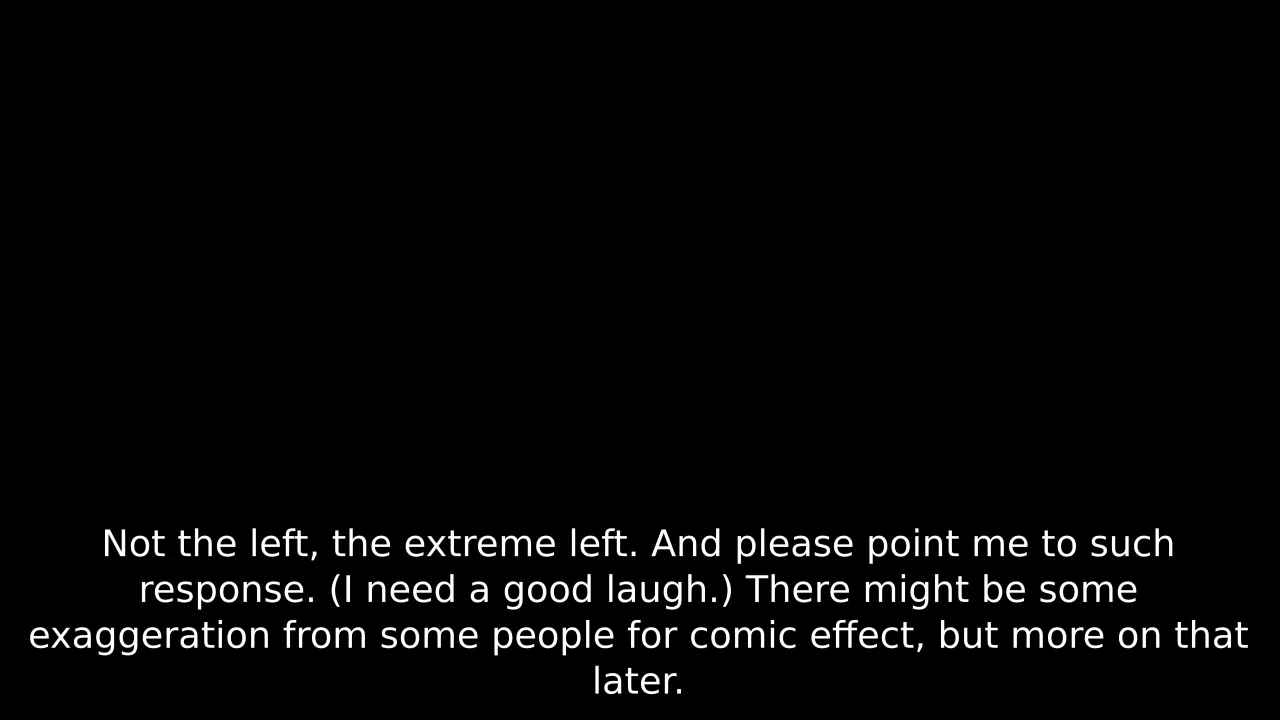 Not the left, the extreme left. And please point me to such
response. (I need a good laugh.) There might be some
exaggeration from some people for comic effect, but more on that
later.